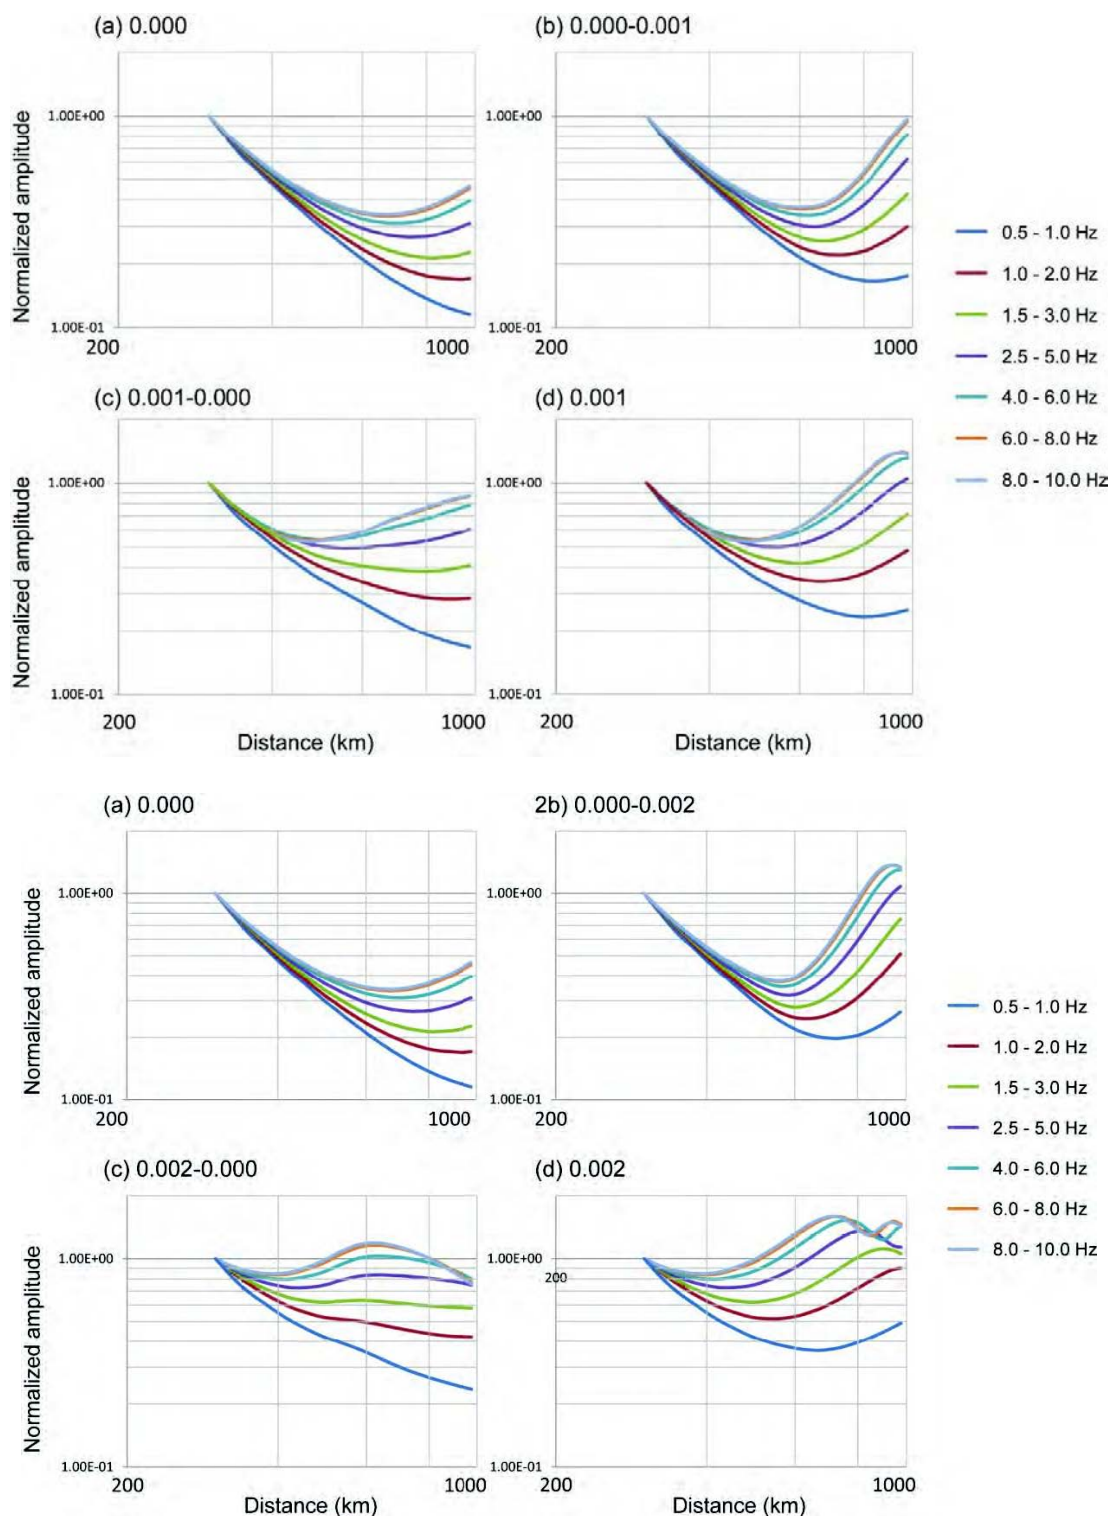 (a) 0.000
(b) 0.000-0.001
Normalized amplitude
1.00E+00
1.00E-01
200
1000
1.00E+00
1.00E-01
200
1000
(c) 0.001-0.000
(d) 0.001
Normalized amplitude
1.00E+00
1.00E-01
200
1000
Distance (km)
1.00E+00
1.00E-01
200
1000
Distance (km)
0.5 - 1.0 Hz
1.0 - 2.0 Hz
1.5 - 3.0 Hz
2.5 - 5.0 Hz
4.0 - 6.0 Hz
6.0 - 8.0 Hz
8.0 - 10.0 Hz
(a) 0.000
2b) 0.000-0.002
Normalized amplitude
1.00E+00
1.00E-01
200
1000
1.00E+00
1.00E-01
200
1000
(c) 0.002-0.000
(d) 0.002
Normalized amplitude
1.00E+00
1.00E-01
200
1000
Distance (km)
1.00E+00
200
1.00E-01
200
1000
Distance (km)
0.5 - 1.0 Hz
1.0 - 2.0 Hz
1.5 - 3.0 Hz
2.5 - 5.0 Hz
4.0 - 6.0 Hz
6.0 - 8.0 Hz
8.0 - 10.0 Hz